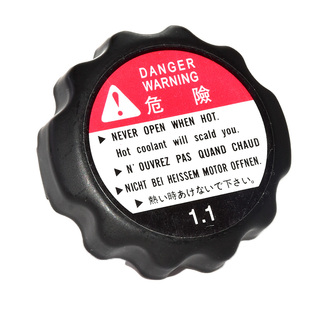 DANGER
WARNING
危 險
▶ NEVER OPEN WHEN HOT.
Hot coolant will scald you.
▶ N' OUVREZ PAS QUAND CHAUD
▶ NICHT BEI HEISSEM MOTOR OFFNEN.
▶ 熱い時あけないで下さい。
1.1